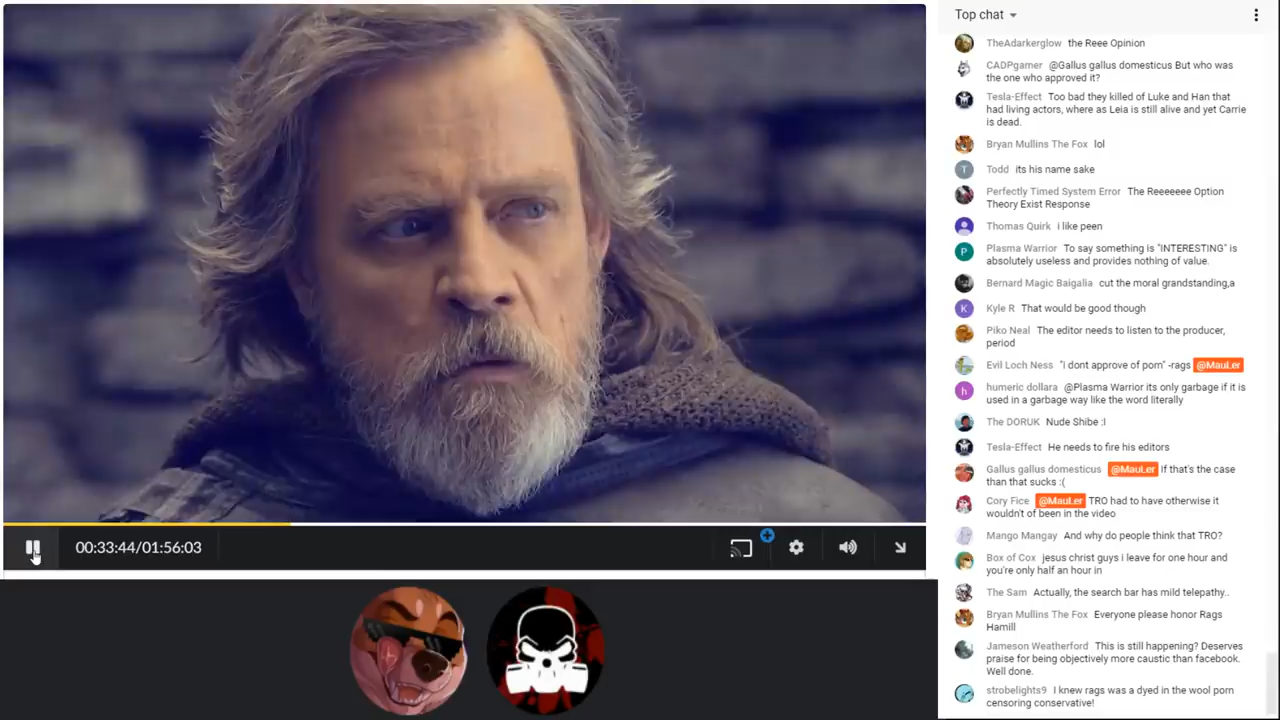 Top chat
TheAdarkerglow the Reee Opinion
CADPgamer @Gallus gallus domesticus But who was
the one who approved it?
Tesla-Effect Too bad they killed of Luke and Han that
had living actors, where as Leia is still alive and yet Carrie
is dead.
Bryan Mullins The Fox lol
T
Todd its his name sake
Perfectly Timed System Error The Reeeeeee Option
Theory Exist Response
Thomas Quirk i like peen
P
Plasma Warrior To say something is "INTERESTING" is
absolutely useless and provides nothing of value.
Bernard Magic Baigalia cut the moral grandstanding,a
K
Kyle R That would be good though
Piko Neal The editor needs to listen to the producer,
period
Evil Loch Ness "i dont approve of porn" -rags @MauLer
h
humeric dollara @Plasma Warrior its only garbage if it is
used in a garbage way like the word literally
The DORUK Nude Shibe :l
Tesla-Effect He needs to fire his editors
Gallus gallus domesticus @MauLer If that's the case
than that sucks :(
Cory Fice @MauLer TRO had to have otherwise it
wouldn't of been in the video
Mango Mangay And why do people think that TRO?
Box of Cox jesus christ guys i leave for one hour and
you're only half an hour in
The Sam Actually, the search bar has mild telepathy..
Bryan Mullins The Fox Everyone please honor Rags
Hamill
Jameson Weatherford This is still happening? Deserves
praise for being objectively more caustic than facebook.
Well done.
strobelights9 I knew rags was a dyed in the wool porn
censoring conservative!
00:33:44/01:56:03